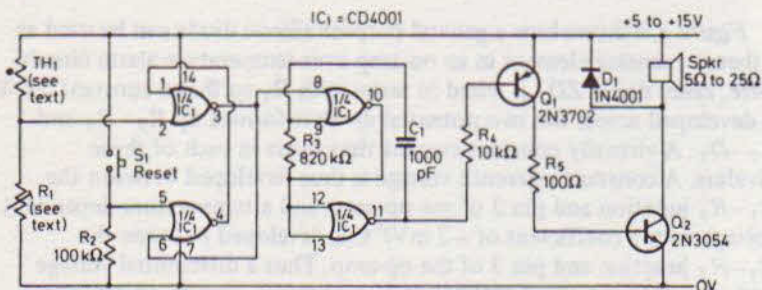 IC1 = CD4001
+5 to +15V
TH1
(see
text)
14
1
2
1/4
IC1
3
S1
Reset
R1
(see
text)
R2
100kΩ
5
6
7
1/4
IC1
4
8
9
1/4
IC1
10
R3
820kΩ
12
13
1/4
IC1
11
C1
1000
pF
Q1
2N3702
R4
10kΩ
D1
1N4001
R5
100Ω
Spkr
5Ω to 25Ω
Q2
2N3054
0V